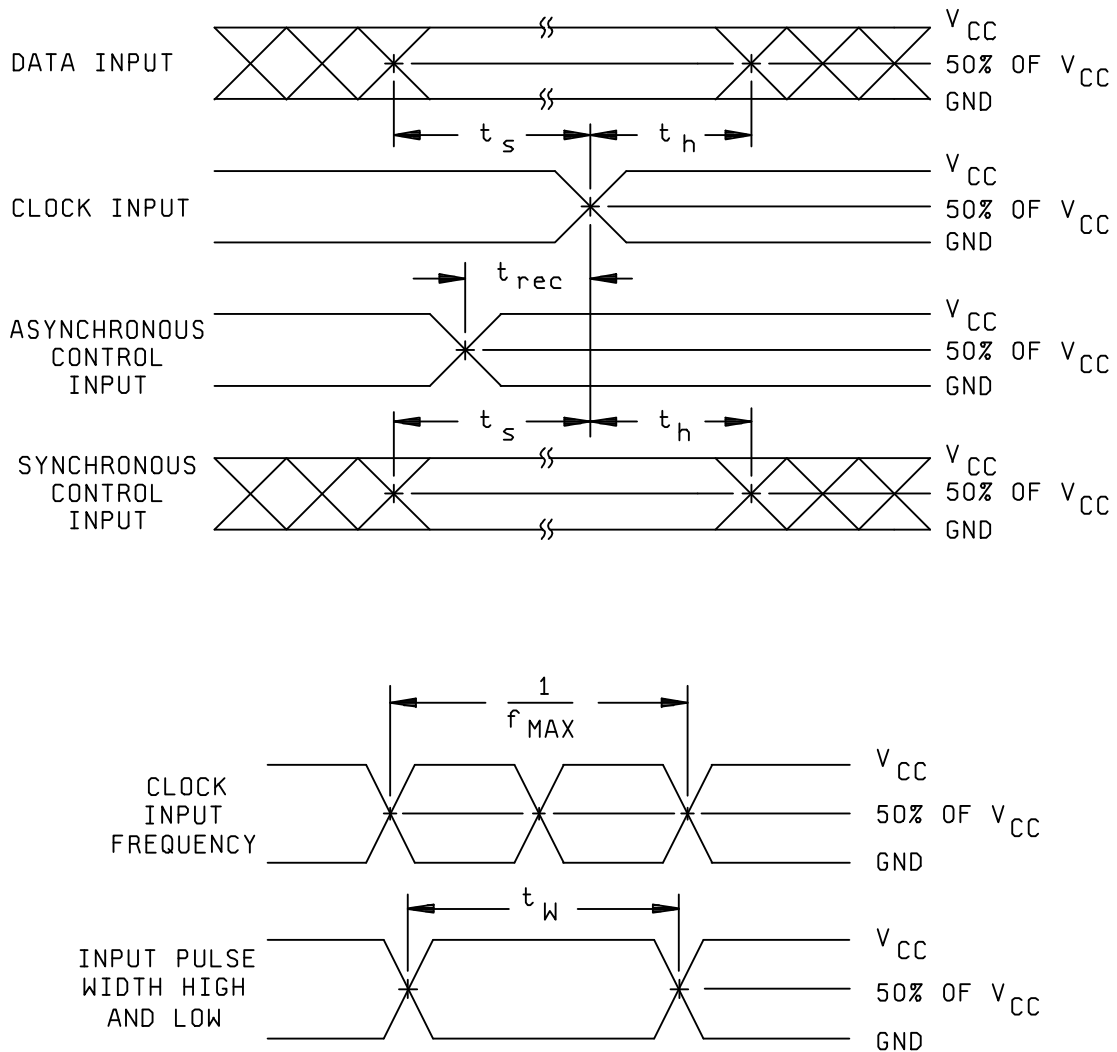 DATA INPUT
V CC
50% OF V CC
GND
t s
t h
CLOCK INPUT
V CC
50% OF V CC
GND
t rec
ASYNCHRONOUS
CONTROL
INPUT
V CC
50% OF V CC
GND
t s
t h
SYNCHRONOUS
CONTROL
INPUT
V CC
50% OF V CC
GND
1
f MAX
CLOCK
INPUT
FREQUENCY
V CC
50% OF V CC
GND
t W
INPUT PULSE
WIDTH HIGH
AND LOW
V CC
50% OF V CC
GND